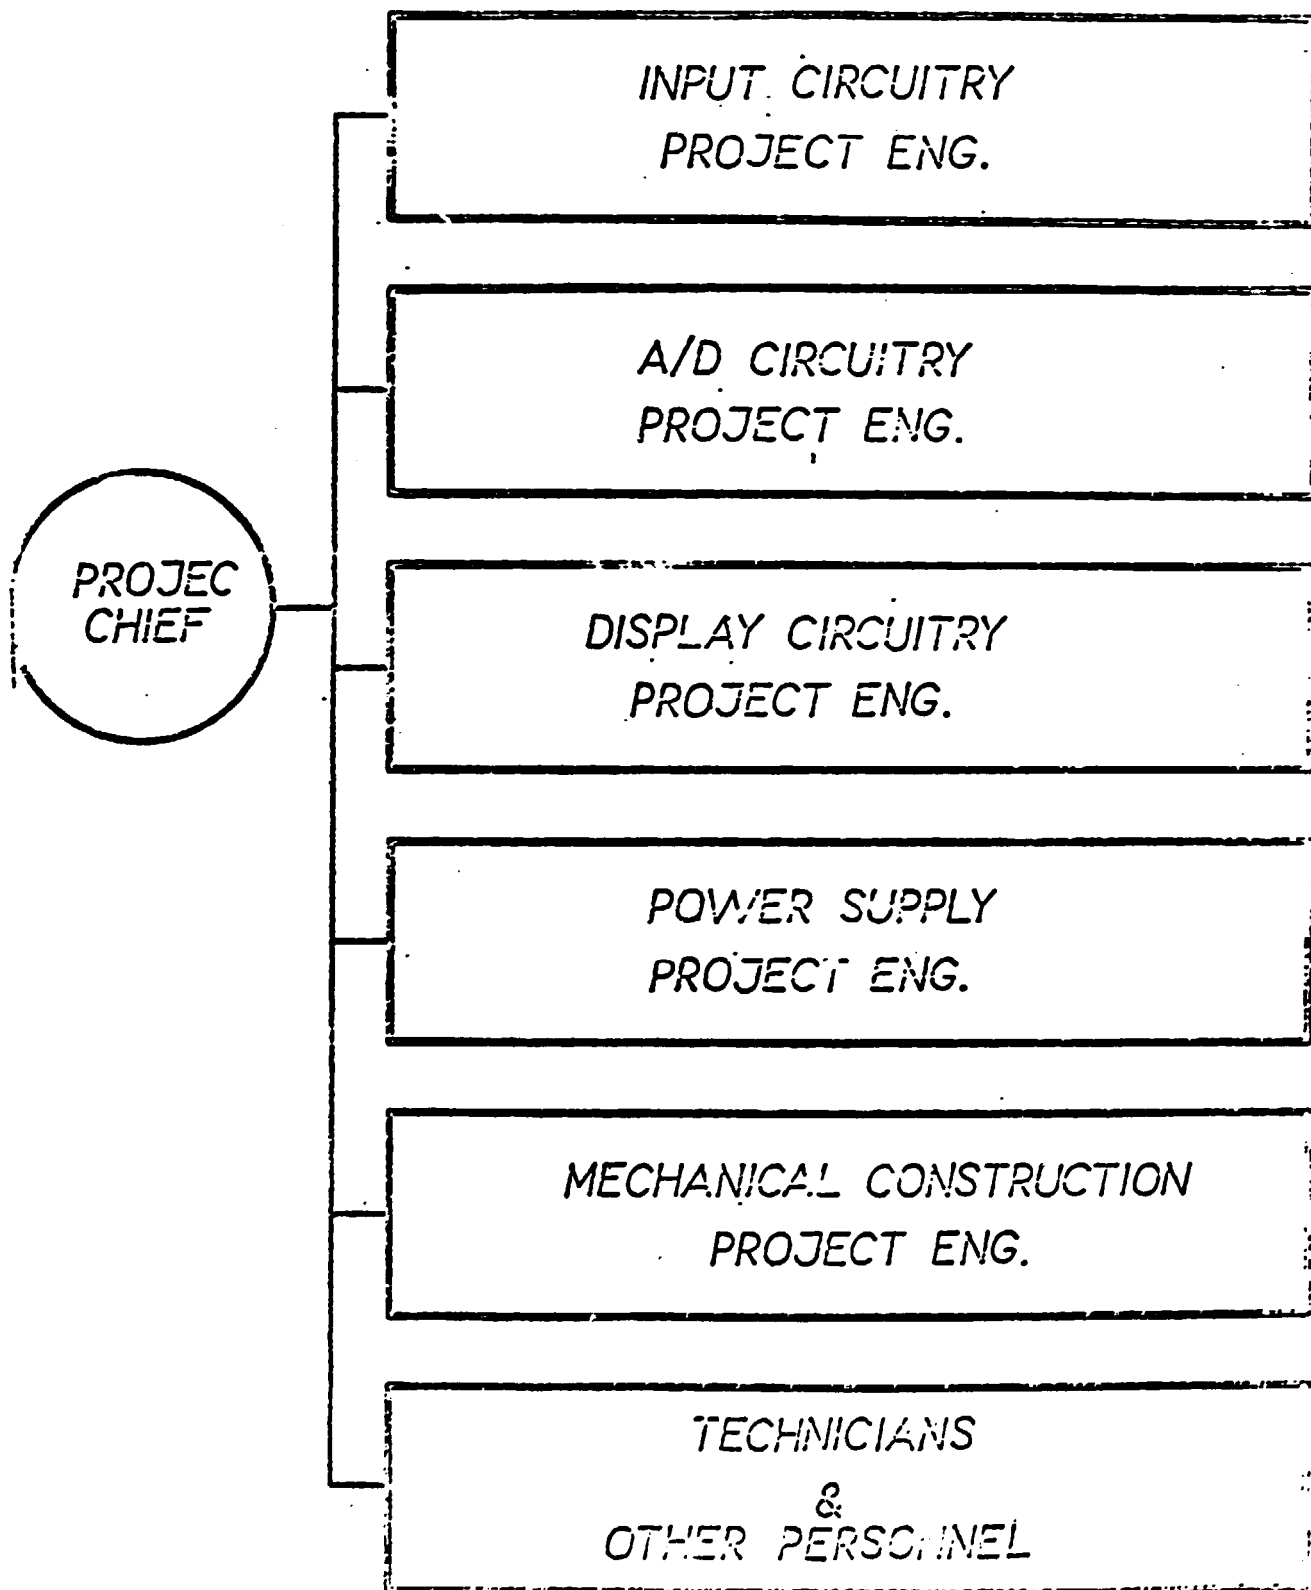 INPUT CIRCUITRY
PROJECT ENG.
A/D CIRCUITRY
PROJECT ENG.
PROJEC
CHIEF
DISPLAY CIRCUITRY
PROJECT ENG.
POWER SUPPLY
PROJECT ENG.
MECHANICAL CONSTRUCTION
PROJECT ENG.
TECHNICIANS
&
OTHER PERSONNEL